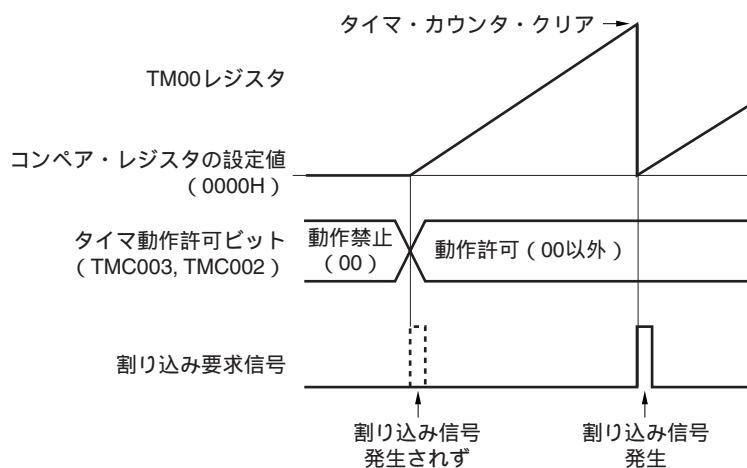 タイマ・カウンタ・クリア
TM00レジスタ
コンペア・レジスタの設定値
(0000H)
タイマ動作許可ビット
(TMC003, TMC002)
動作禁止
(00)
動作許可(00以外)
割り込み要求信号
割り込み信号
発生されず
割り込み信号
発生